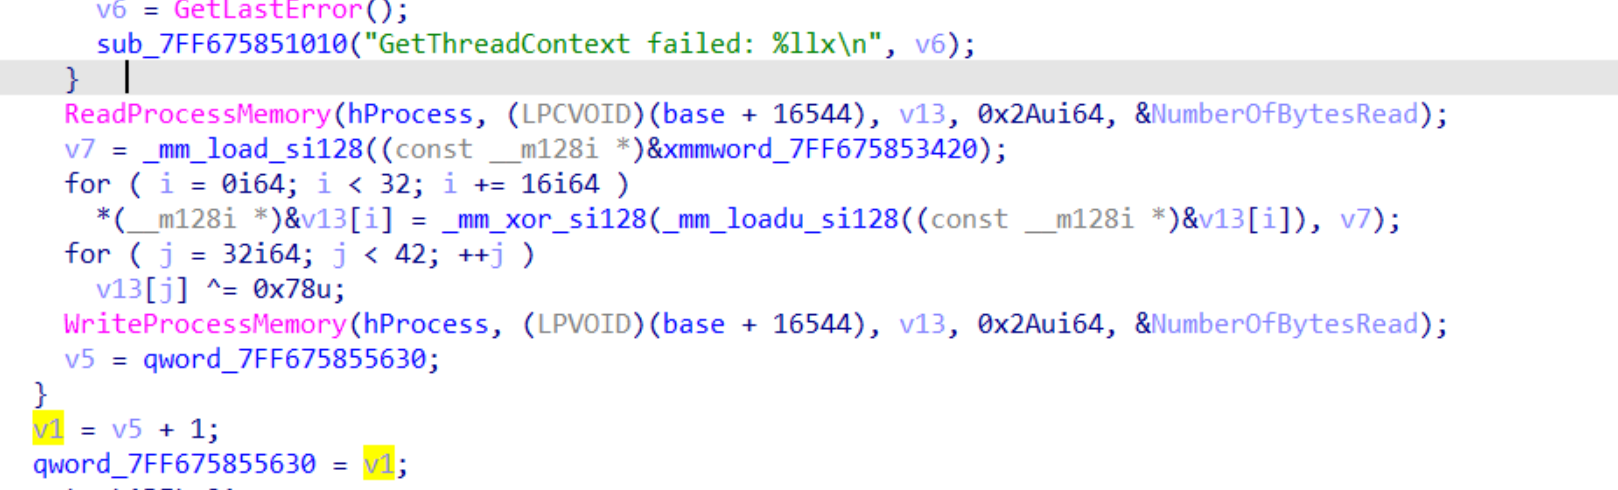 v6 = GetLastError();
sub_7FF675851010("GetThreadContext failed: %llx\n", v6);
}
ReadProcessMemory(hProcess, (LPCVOID)(base + 16544), v13, 0x2Aui64, &NumberOfBytesRead);
v7 = _mm_load_si128((const __m128i *)&xmmword_7FF675853420);
for ( i = 0i64; i < 32; i += 16i64 )
*(__m128i *)&v13[i] = _mm_xor_si128(_mm_loadu_si128((const __m128i *)&v13[i]), v7);
for ( j = 32i64; j < 42; ++j )
v13[j] ^= 0x78u;
WriteProcessMemory(hProcess, (LPVOID)(base + 16544), v13, 0x2Aui64, &NumberOfBytesRead);
v5 = qword_7FF675855630;
}
v1 = v5 + 1;
qword_7FF675855630 = v1;